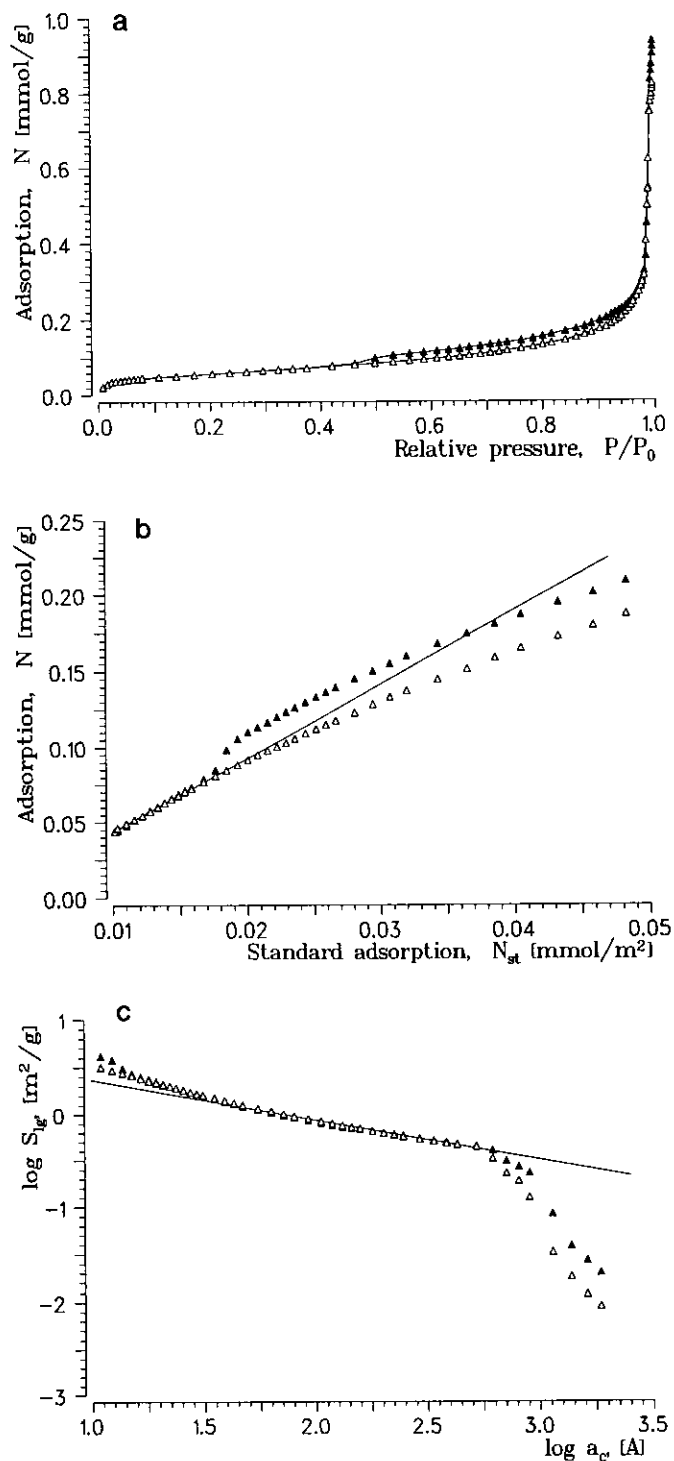 a
Adsorption, N [mmol/g]
1.0
0.8
0.6
0.4
0.2
0.0
0.0 0.2 0.4 0.6 0.8 1.0
Relative pressure, P/P0
b
Adsorption, N [mmol/g]
0.25
0.20
0.15
0.10
0.05
0.00
0.01 0.02 0.03 0.04 0.05
Standard adsorption, Nst [mmol/m²]
c
log Slg, [m²/g]
1
0
−1
−2
−3
1.0 1.5 2.0 2.5 3.0 3.5
log ac, [A]